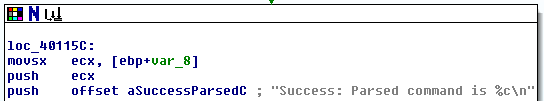 N
loc_40115C:
movsx ecx, [ebp+var_8]
push ecx
push offset aSuccessParsedC ; "Success: Parsed command is %c\n"